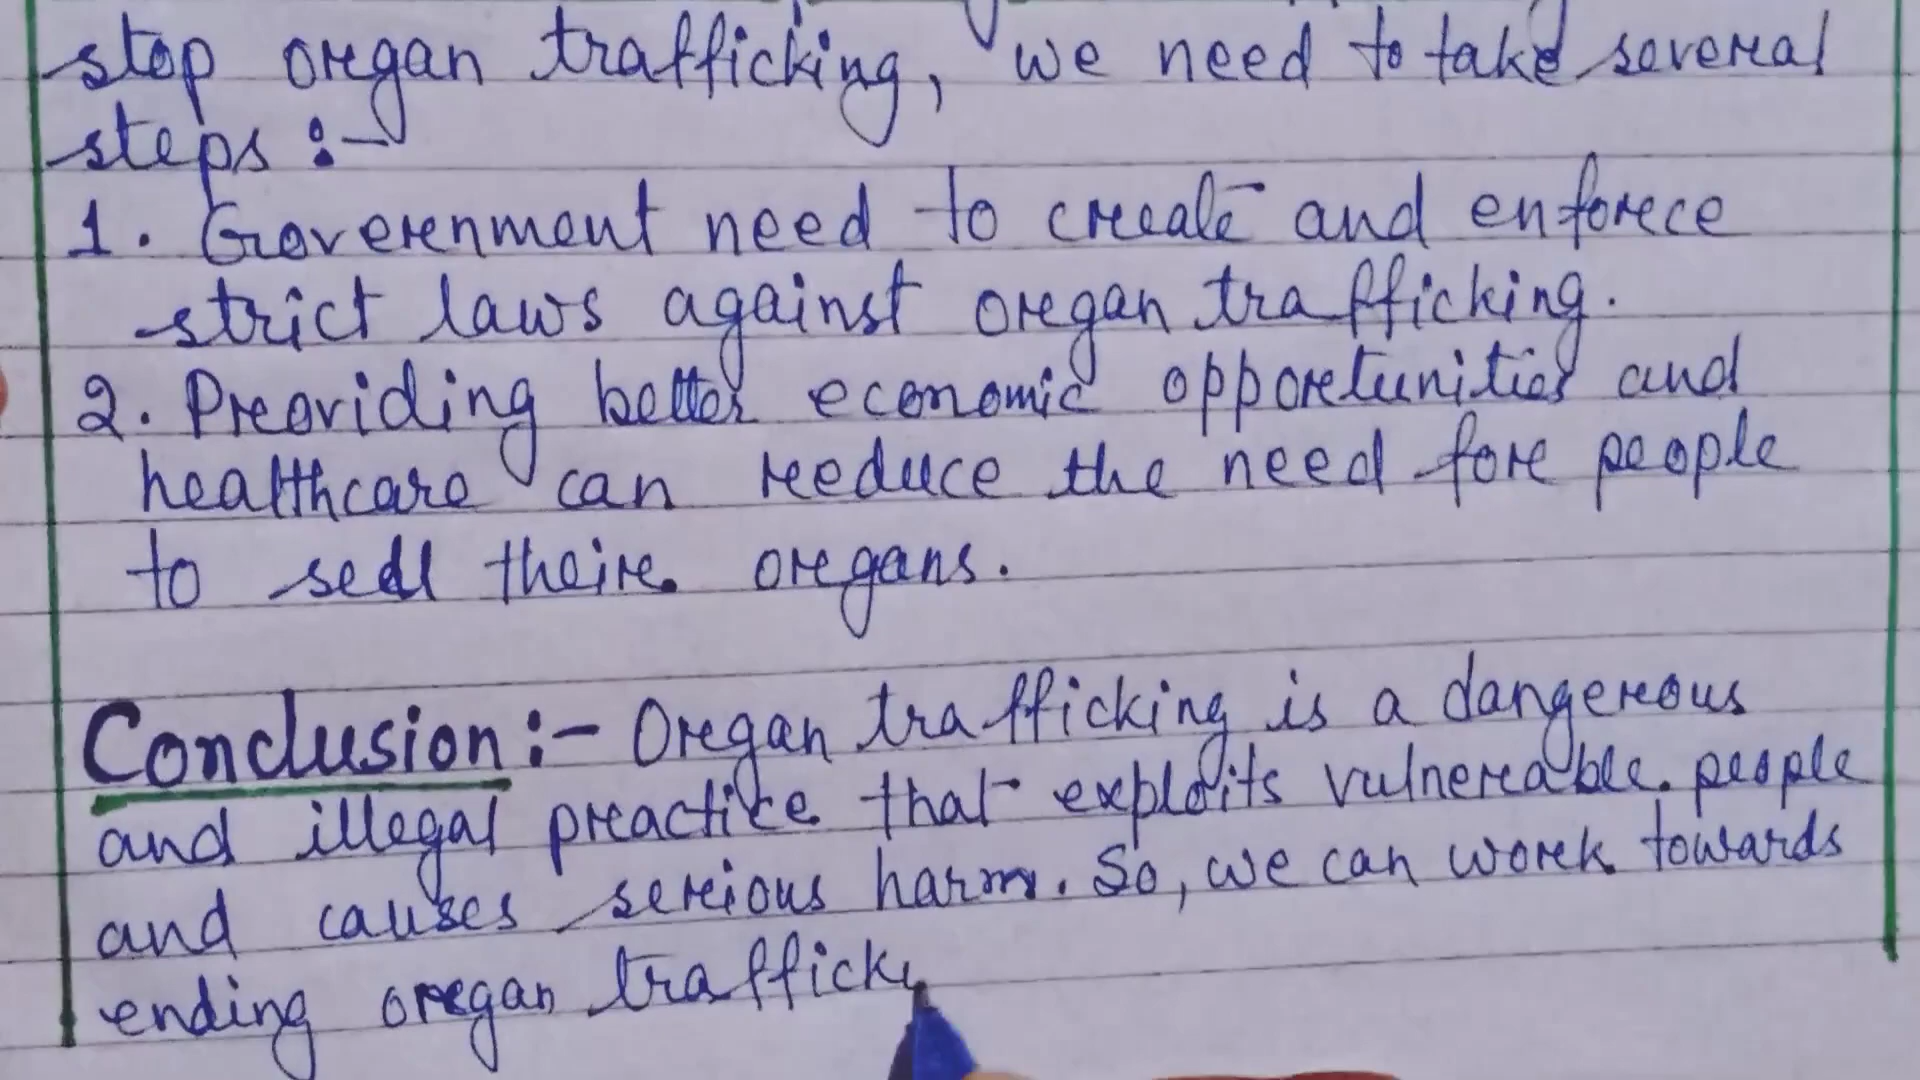 stop organ trafficking, we need to take several
steps :-
1. Government need to create and enforce
strict laws against organ trafficking.
2. Providing better economic opportunities and
healthcare can reduce the need for people
to sell their organs.
Conclusion :- Organ trafficking is a dangerous
and illegal practice that exploits vulnerable people
and causes serious harm. So, we can work towards
ending organ traffick